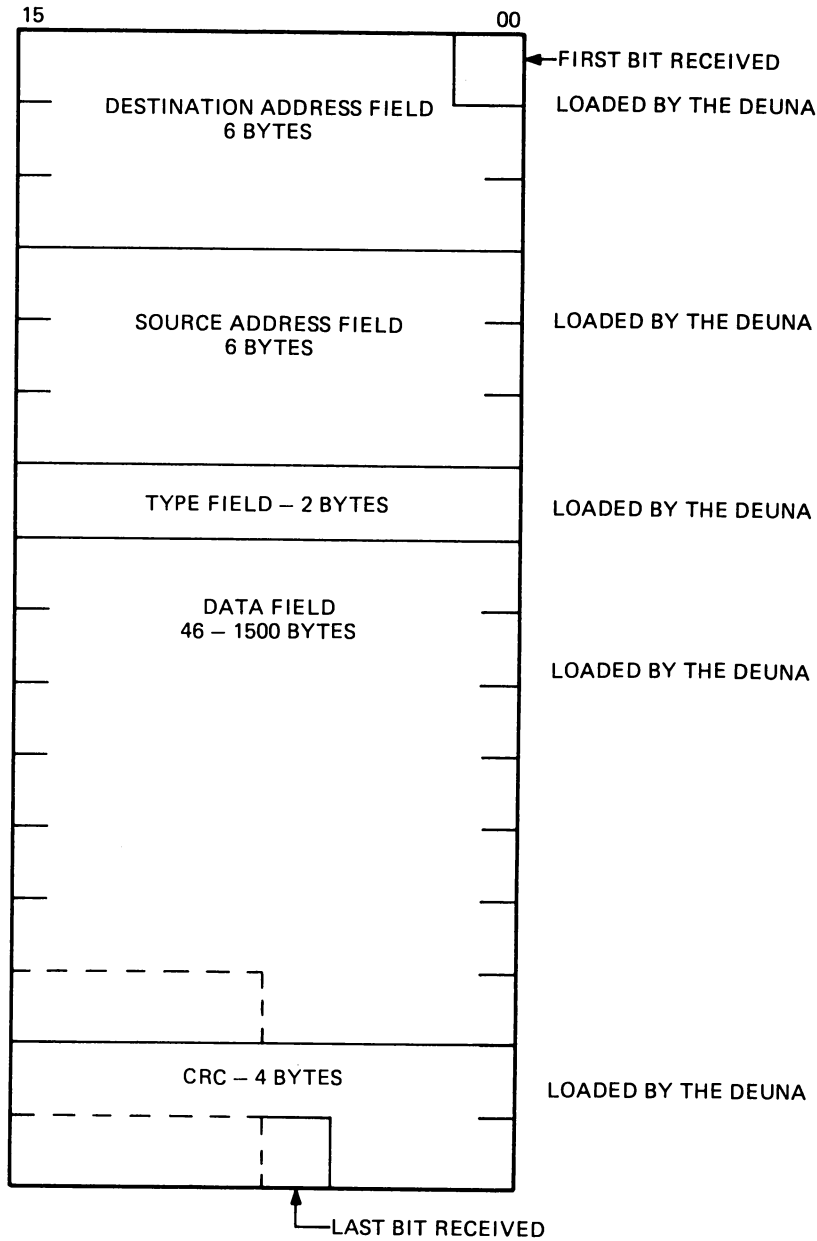 15 00
FIRST BIT RECEIVED
DESTINATION ADDRESS FIELD
6 BYTES
LOADED BY THE DEUNA
SOURCE ADDRESS FIELD
6 BYTES
LOADED BY THE DEUNA
TYPE FIELD – 2 BYTES
LOADED BY THE DEUNA
DATA FIELD
46 – 1500 BYTES
LOADED BY THE DEUNA
CRC – 4 BYTES
LOADED BY THE DEUNA
LAST BIT RECEIVED